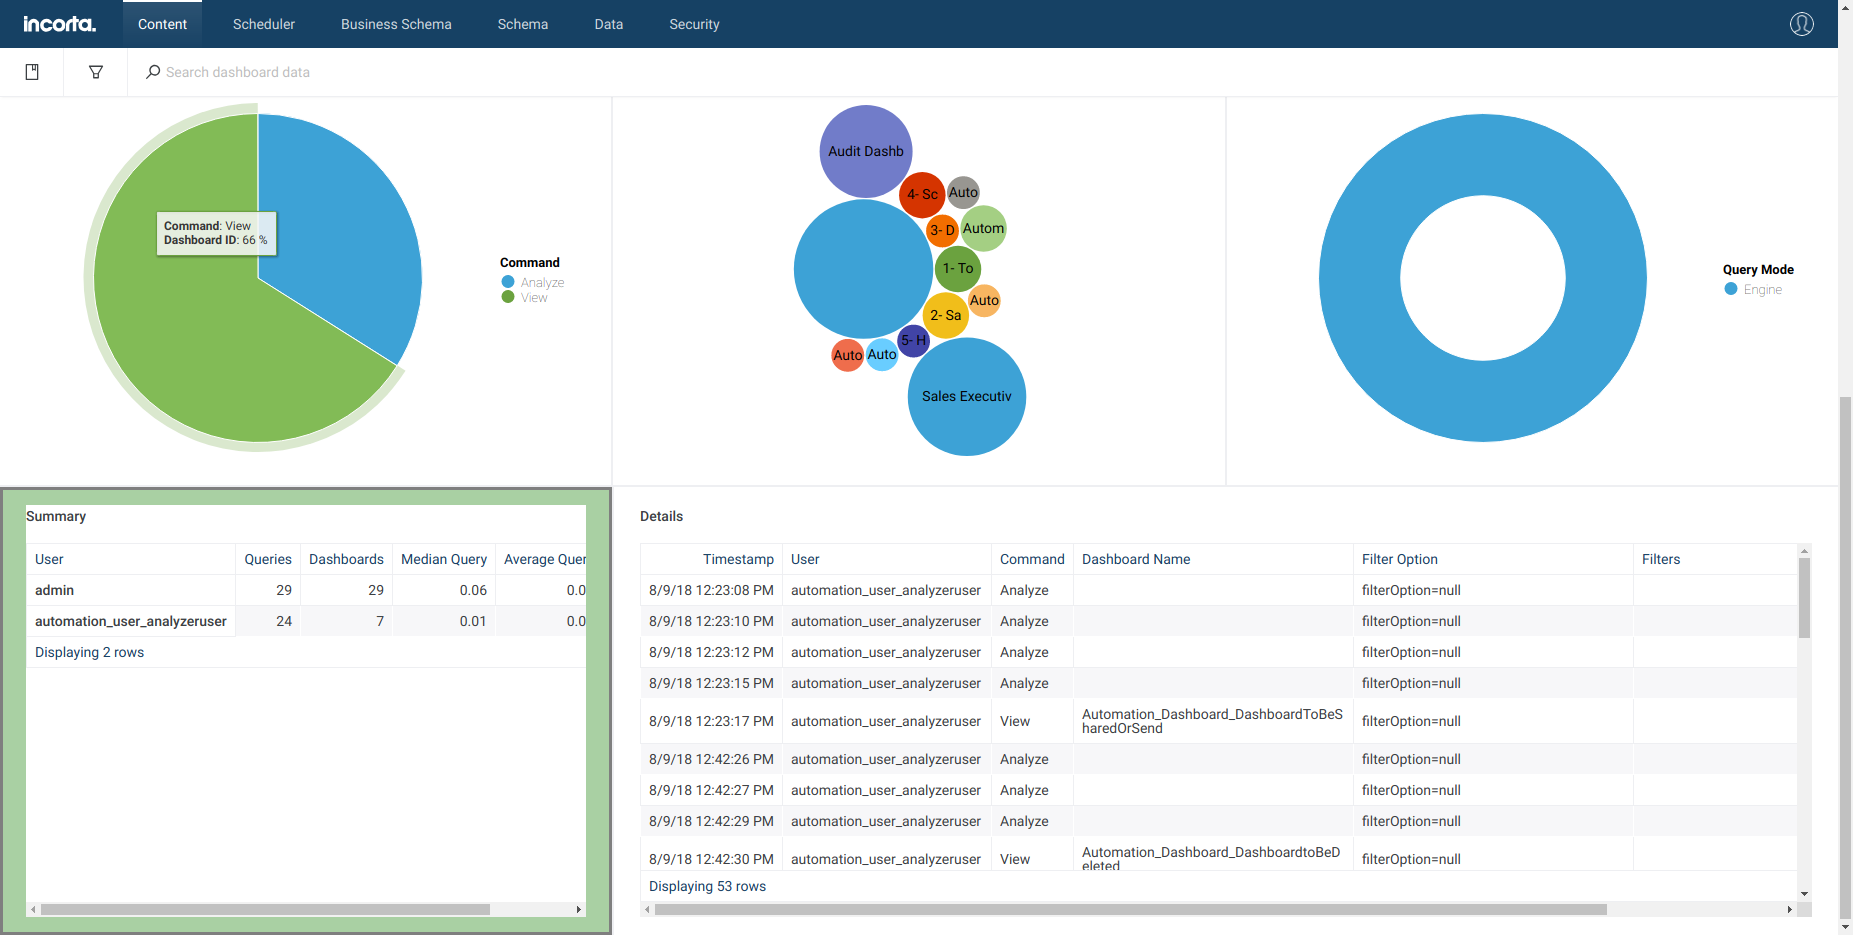 incorta.
Content Scheduler Business Schema Schema Data Security
Search dashboard data
Command: View
Dashboard ID: 66 %
Command
Analyze
View
Audit Dashb
4- Sc
Auto
3- D
Autom
1- To
Auto
2- Sa
5- H
Auto
Auto
Sales Executiv
Query Mode
Engine
Summary
User Queries Dashboards Median Query Average Quer
admin 29 29 0.06 0.0
automation_user_analyzeruser 24 7 0.01 0.0
Displaying 2 rows
Details
Timestamp User Command Dashboard Name Filter Option Filters
8/9/18 12:23:08 PM automation_user_analyzeruser Analyze filterOption=null
8/9/18 12:23:10 PM automation_user_analyzeruser Analyze filterOption=null
8/9/18 12:23:12 PM automation_user_analyzeruser Analyze filterOption=null
8/9/18 12:23:15 PM automation_user_analyzeruser Analyze filterOption=null
8/9/18 12:23:17 PM automation_user_analyzeruser View Automation_Dashboard_DashboardToBeS filterOption=null
haredOrSend
8/9/18 12:42:26 PM automation_user_analyzeruser Analyze filterOption=null
8/9/18 12:42:27 PM automation_user_analyzeruser Analyze filterOption=null
8/9/18 12:42:29 PM automation_user_analyzeruser Analyze filterOption=null
8/9/18 12:42:30 PM automation_user_analyzeruser View Automation_Dashboard_DashboardtoBeD filterOption=null
eleted
Displaying 53 rows